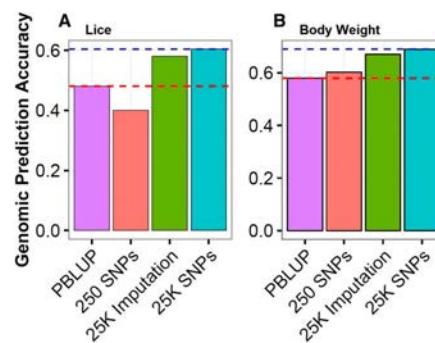 A Lice
B Body Weight
Genomic Prediction Accuracy
0.6
0.4
0.2
0.0
0.6
0.4
0.2
0.0
PBLUP
250 SNPs
25K Imputation
25K SNPs
PBLUP
250 SNPs
25K Imputation
25K SNPs